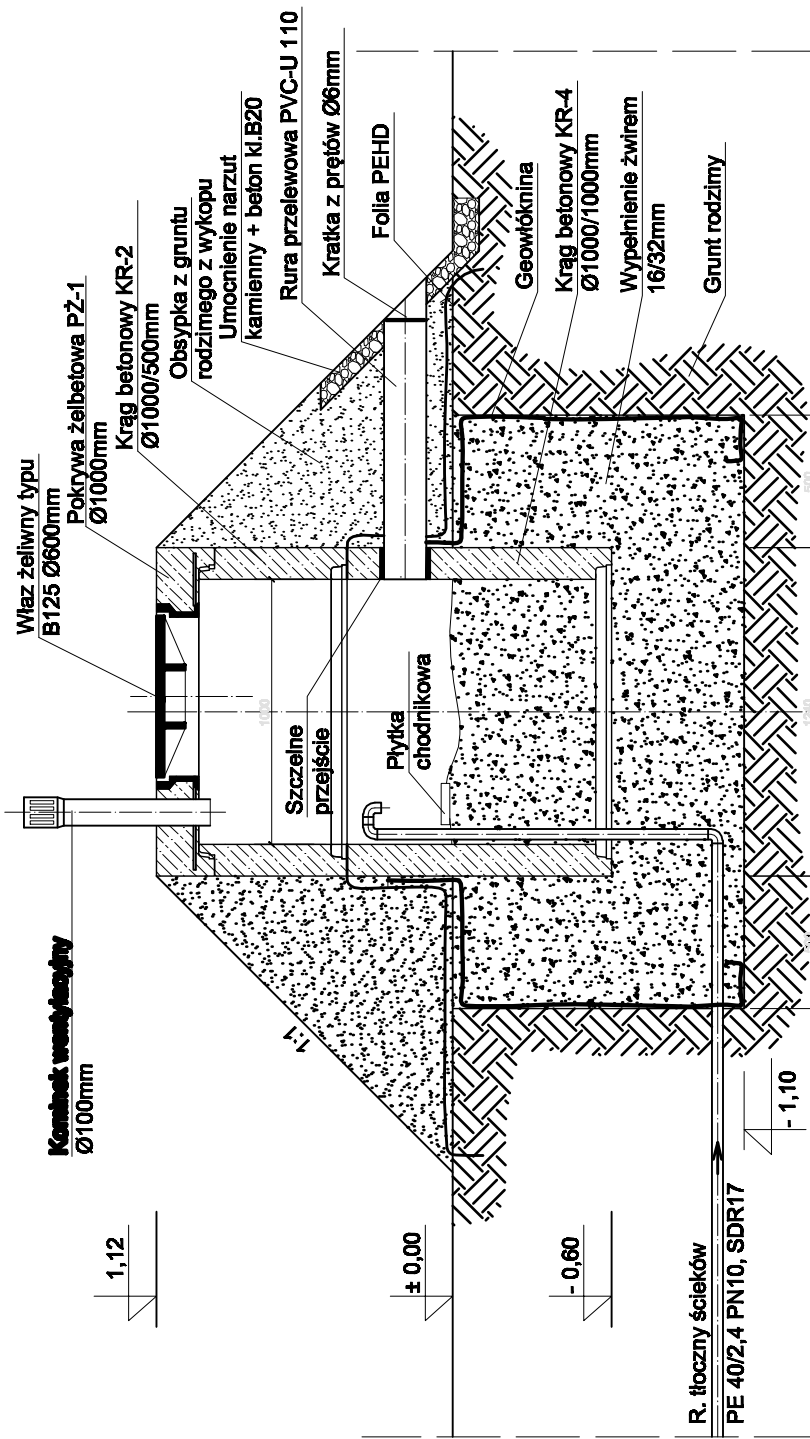 Kominek wentylacyjny
Ø100mm
Właz żeliwny typu
B125 Ø600mm
Pokrywa żelbetowa PŻ-1
Ø1000mm
Krąg betonowy KR-2
Ø1000/500mm
Obsypka z gruntu
rodzimego z wykopu
Umocnienie narzut
kamienny + beton kl.B20
Rura przelewowa PVC-U 110
Kratka z prętów Ø6mm
Folia PEHD
Geowłóknina
Krąg betonowy KR-4
Ø1000/1000mm
Wypełnienie żwirem
16/32mm
Grunt rodzimy
1:1
1000
Szczelne
przejście
Płytka
chodnikowa
1,12
± 0,00
- 0,60
- 1,10
R. tłoczny ścieków
PE 40/2,4 PN10, SDR17